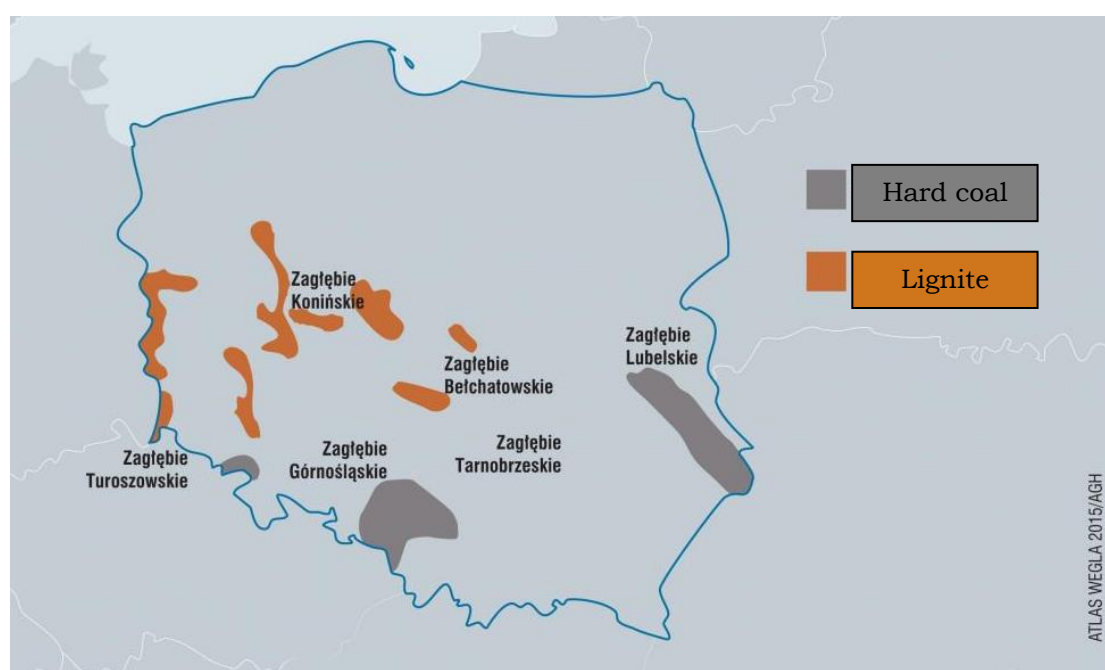 Hard coal
Lignite
Zagłębie
Konińskie
Zagłębie
Lubelskie
Zagłębie
Bełchatowskie
Zagłębie
Tarnobrzeskie
Zagłębie
Górnośląskie
Zagłębie
Turoszowskie
ATLAS WEGLA 2015/AGH